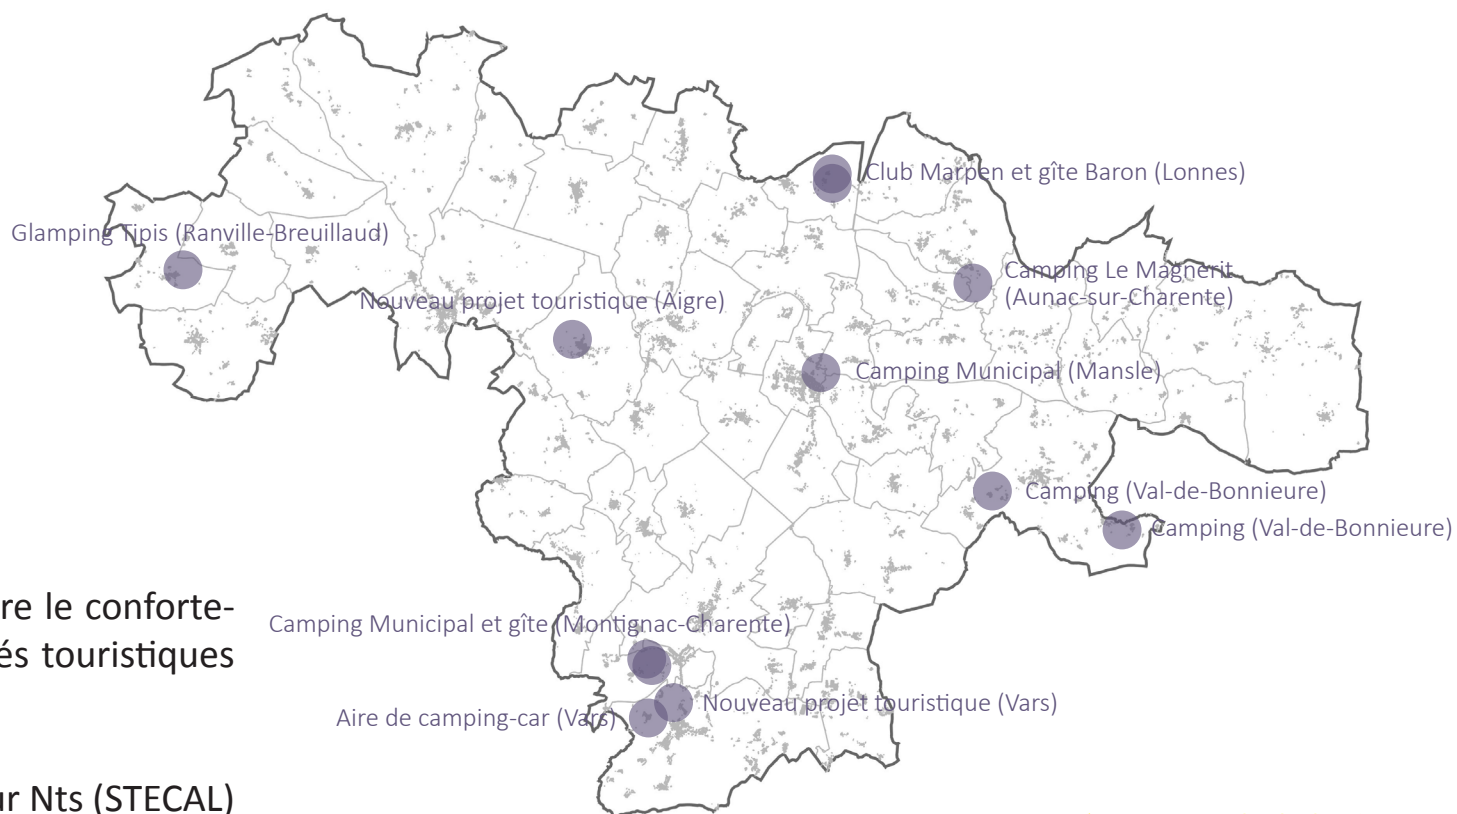 Club Marpen et gîte Baron (Lonnes)
Glamping Tipis (Ranville-Breuillaud)
Camping Le Magnerit
(Aunac-sur-Charente)
Nouveau projet touristique (Aigre)
Camping Municipal (Mansle)
Camping (Val-de-Bonnieure)
Camping (Val-de-Bonnieure)
re le conforte-
Camping Municipal et gîte (Montignac-Charente)
és touristiques
Nouveau projet touristique (Vars)
Aire de camping-car (Vars)
ur Nts (STECAL)